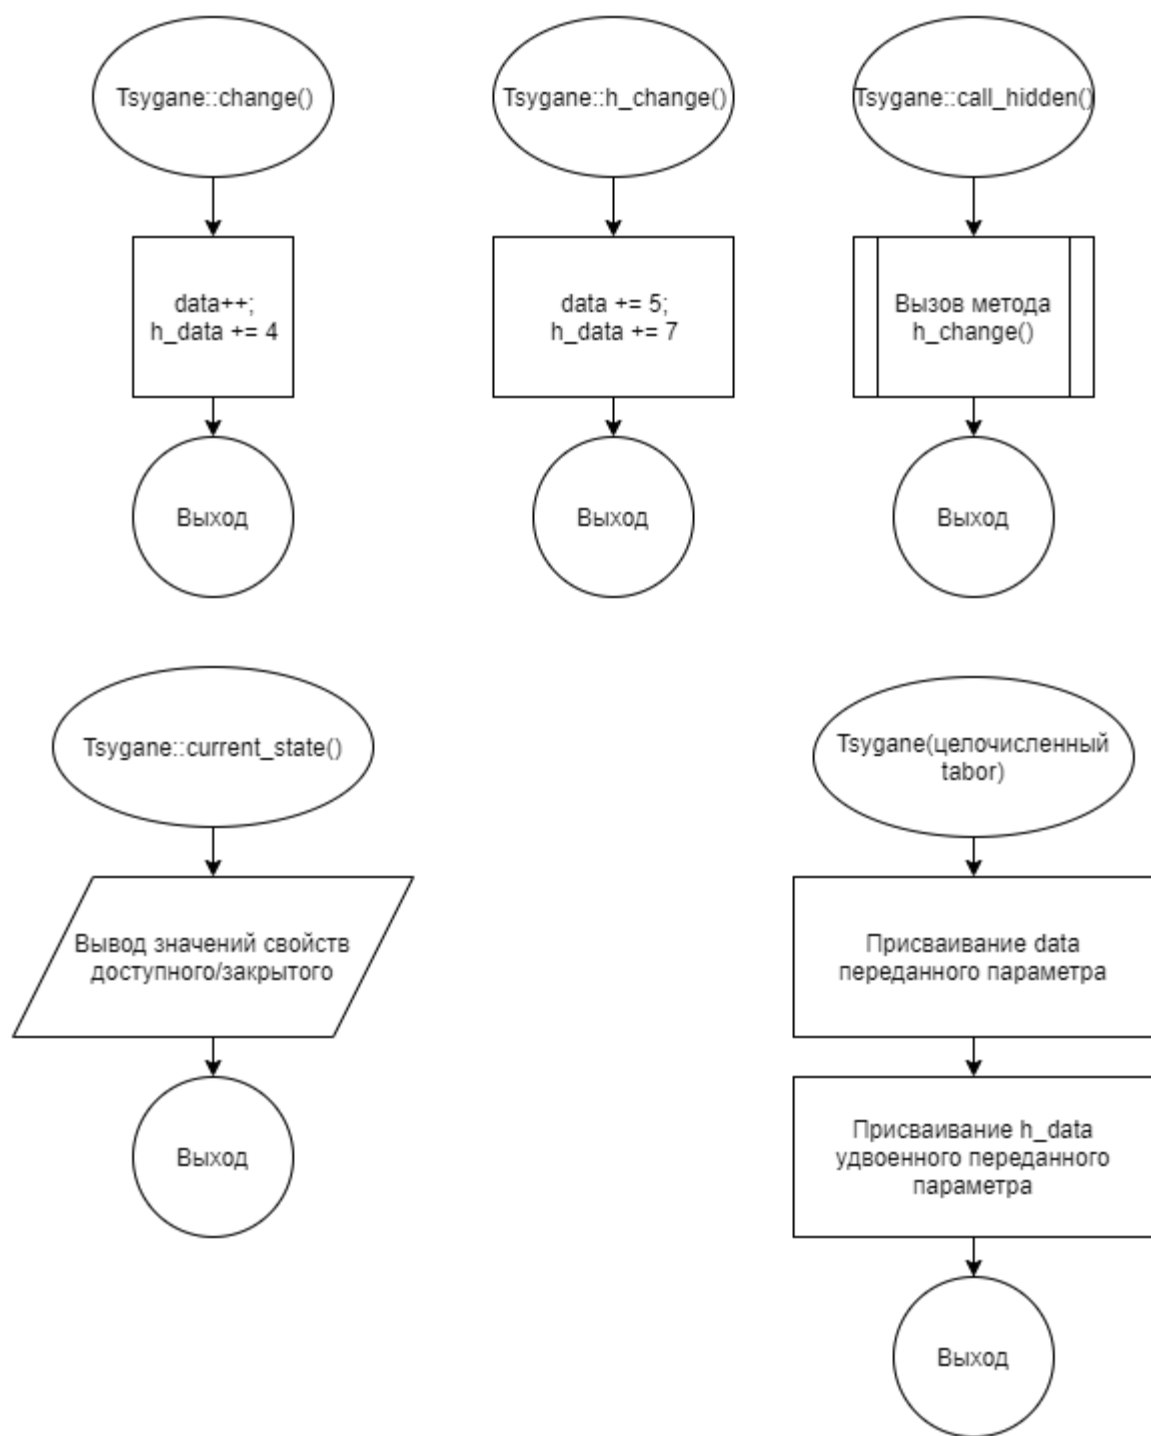 Tsygane::change()
data++;
h_data += 4
Выход
Tsygane::h_change()
data += 5;
h_data += 7
Выход
Tsygane::call_hidden()
Вызов метода
h_change()
Выход
Tsygane::current_state()
Вывод значений свойств
доступного/закрытого
Выход
Tsygane(целочисленный
tabor)
Присваивание data
переданного параметра
Присваивание h_data
удвоенного переданного
параметра
Выход